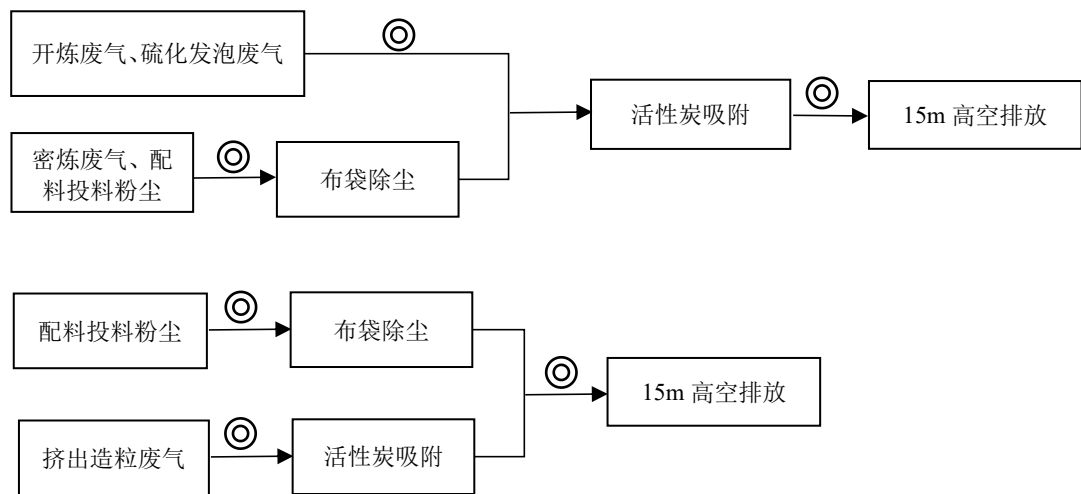 开炼废气、硫化发泡废气
活性炭吸附
15m 高空排放
密炼废气、配
料投料粉尘
布袋除尘
配料投料粉尘
布袋除尘
15m 高空排放
挤出造粒废气
活性炭吸附